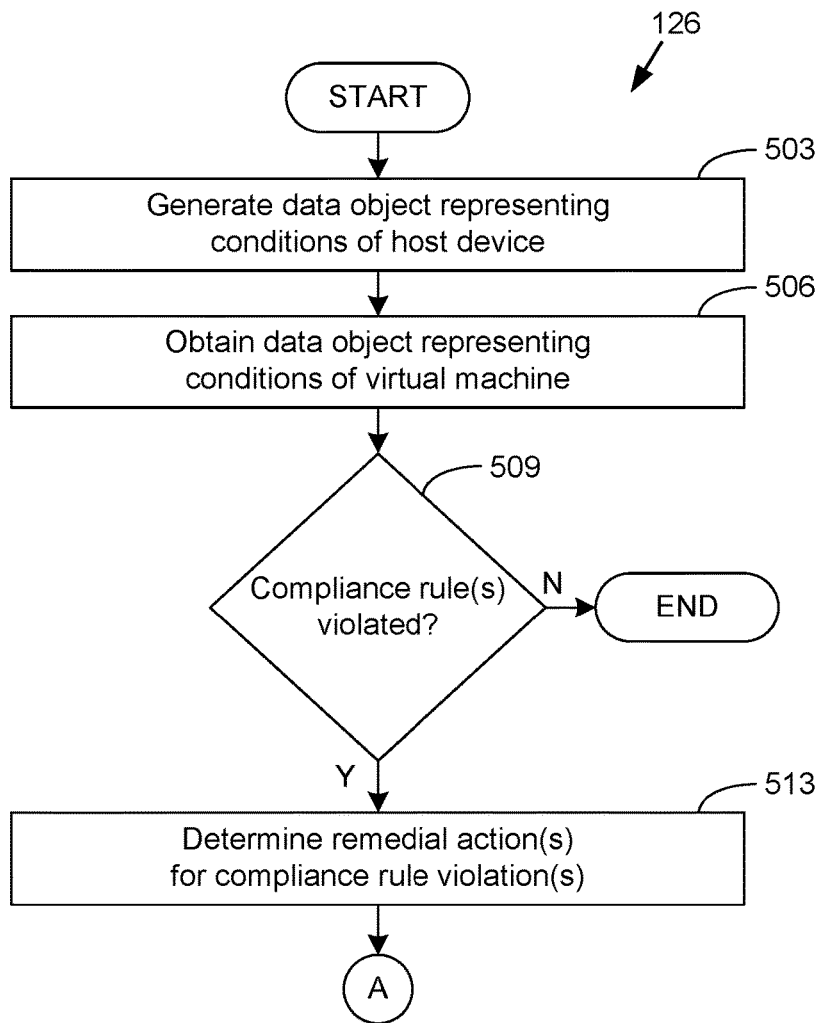 126
START
503
Generate data object representing
conditions of host device
506
Obtain data object representing
conditions of virtual machine
509
Compliance rule(s)
violated?
N
END
Y
513
Determine remedial action(s)
for compliance rule violation(s)
A